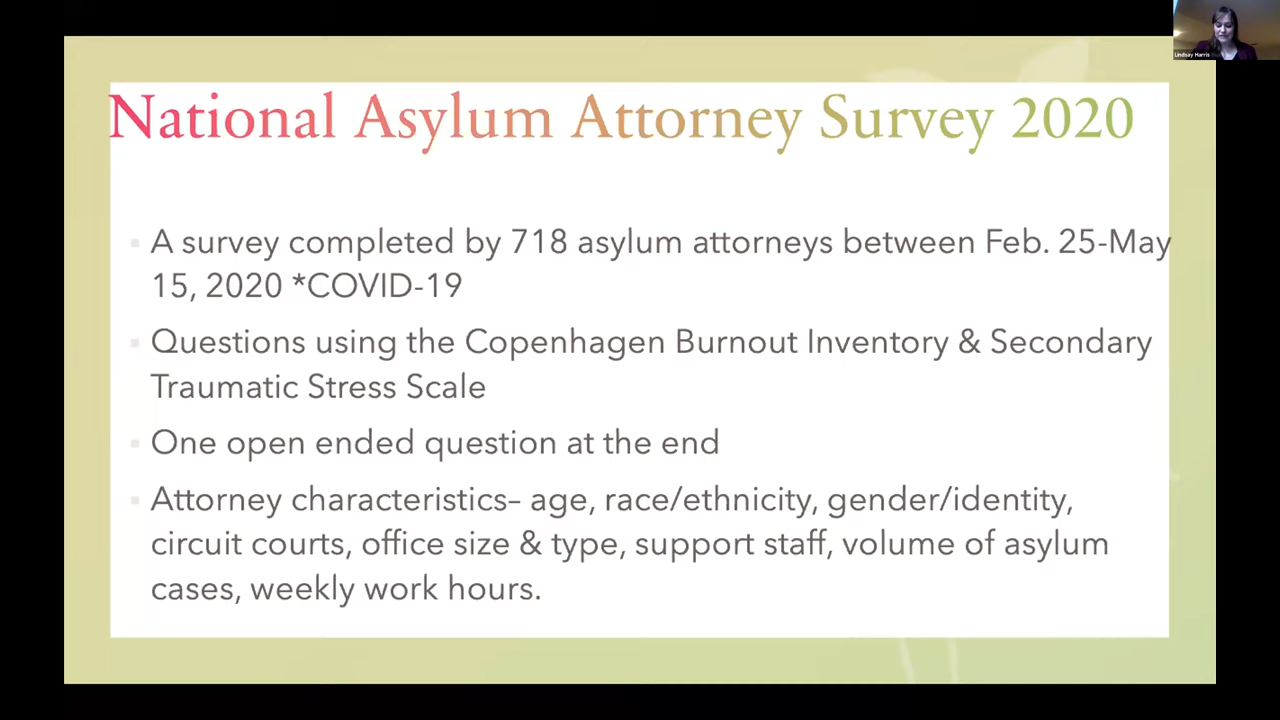 Lindsay Harris
National Asylum Attorney Survey 2020
A survey completed by 718 asylum attorneys between Feb. 25-May
15, 2020 *COVID-19
Questions using the Copenhagen Burnout Inventory & Secondary
Traumatic Stress Scale
One open ended question at the end
Attorney characteristics– age, race/ethnicity, gender/identity,
circuit courts, office size & type, support staff, volume of asylum
cases, weekly work hours.